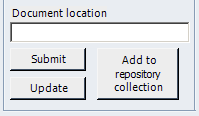 Document location
Submit
Update
Add to
repository
collection